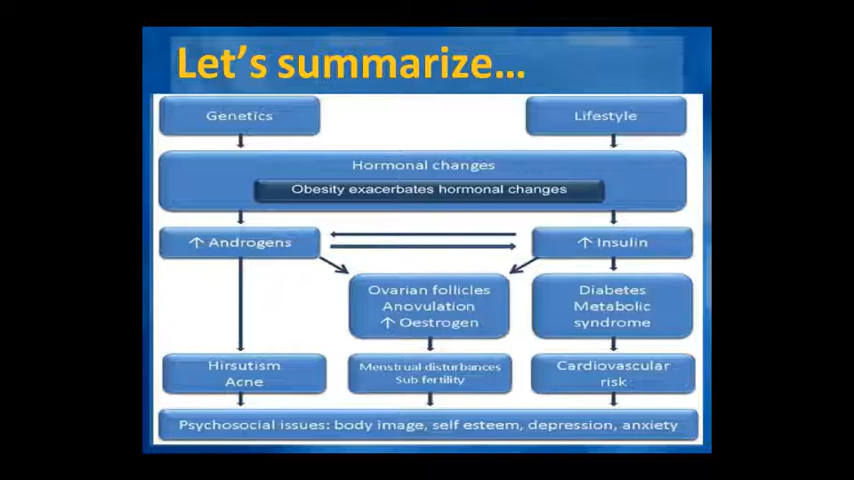 Let's summarize...
Genetics
Lifestyle
Hormonal changes
Obesity exacerbates hormonal changes
↑ Androgens
↑ Insulin
Ovarian follicles
Anovulation
↑ Oestrogen
Diabetes
Metabolic
syndrome
Hirsutism
Acne
Menstrual disturbances
Sub fertility
Cardiovascular
risk
Psychosocial issues: body image, self esteem, depression, anxiety